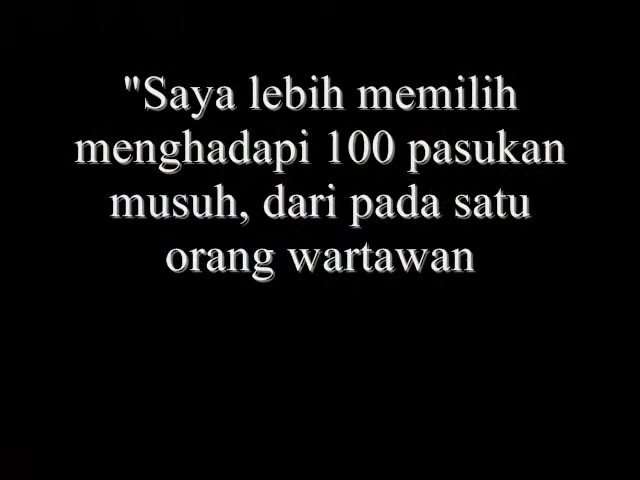 "Saya lebih memilih
menghadapi 100 pasukan
musuh, dari pada satu
orang wartawan